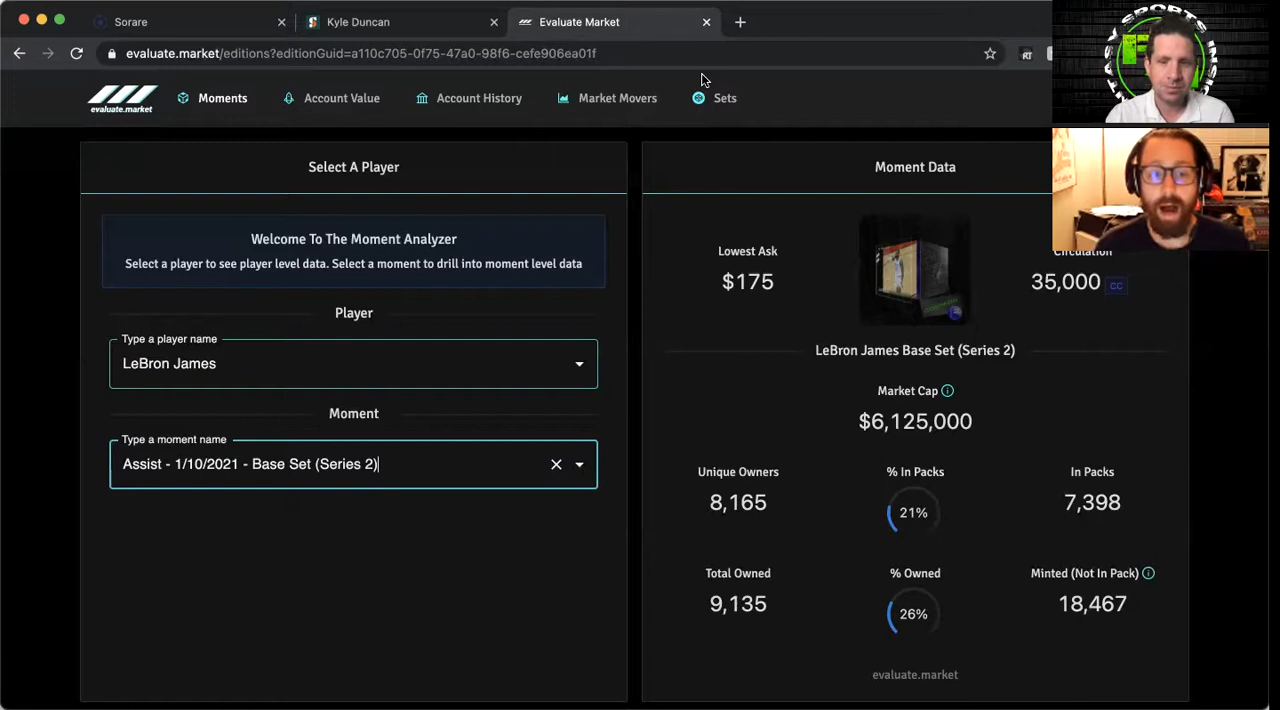 Sorare
Kyle Duncan
Evaluate Market
evaluate.market/editions?editionGuid=a110c705-
47a0-98f6-cefe906ea01f
RT
evaluate.market
Moments
Account Value
Account History
Market Movers
Sets
Select A Player
Welcome To The Moment Analyzer
Select a player to see player level data. Select a moment to drill into moment level data
Player
Type a player name
LeBron James
Moment
Type a moment name
Assist - 1/10/2021 - Base Set (Series 2)
Moment Data
Lowest Ask
$175
Circulation
35,000 CC
LeBron James Base Set (Series 2)
Market Cap
$6,125,000
Unique Owners
8,165
% In Packs
21%
In Packs
7,398
Total Owned
9,135
% Owned
26%
Minted (Not In Pack)
18,467
evaluate.market
SPORTS